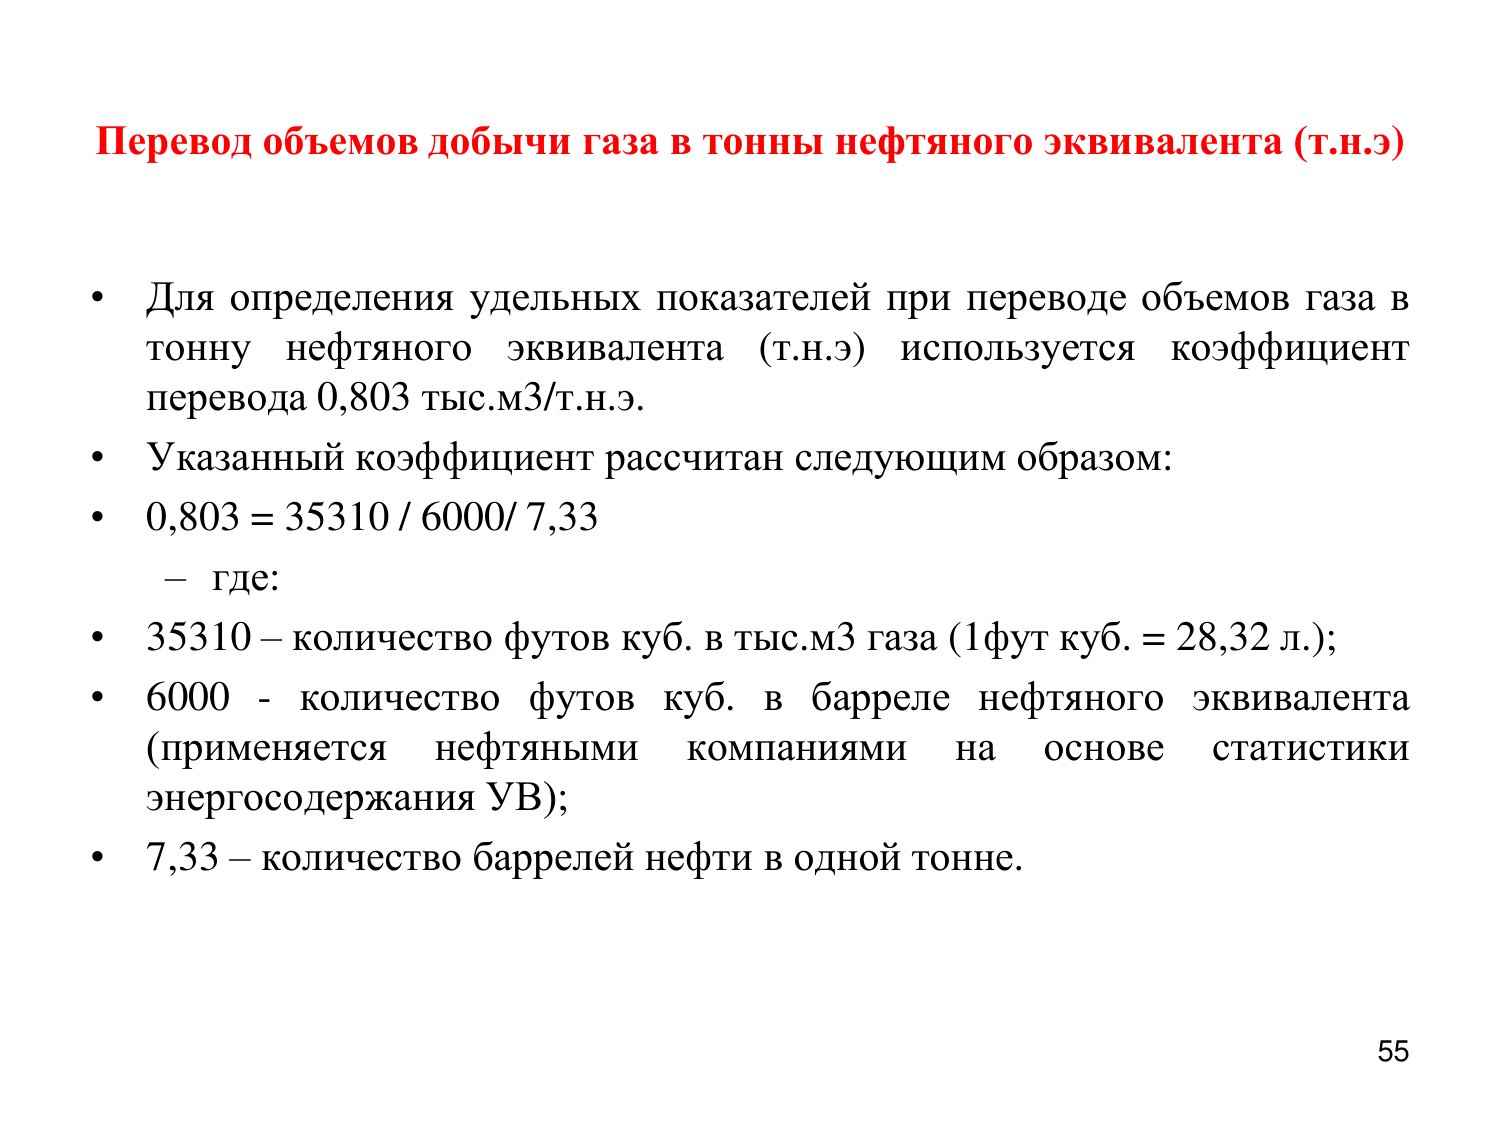 Перевод объемов добычи газа в тонны нефтяного эквивалента (т.н.э)
• Для определения удельных показателей при переводе объемов газа в
тонну нефтяного эквивалента (т.н.э) используется коэффициент
перевода 0,803 тыс.м3/т.н.э.
• Указанный коэффициент рассчитан следующим образом:
• 0,803 = 35310 / 6000/ 7,33
– где:
• 35310 – количество футов куб. в тыс.м3 газа (1фут куб. = 28,32 л.);
• 6000 - количество футов куб. в барреле нефтяного эквивалента
(применяется нефтяными компаниями на основе статистики
энергосодержания УВ);
• 7,33 – количество баррелей нефти в одной тонне.
55